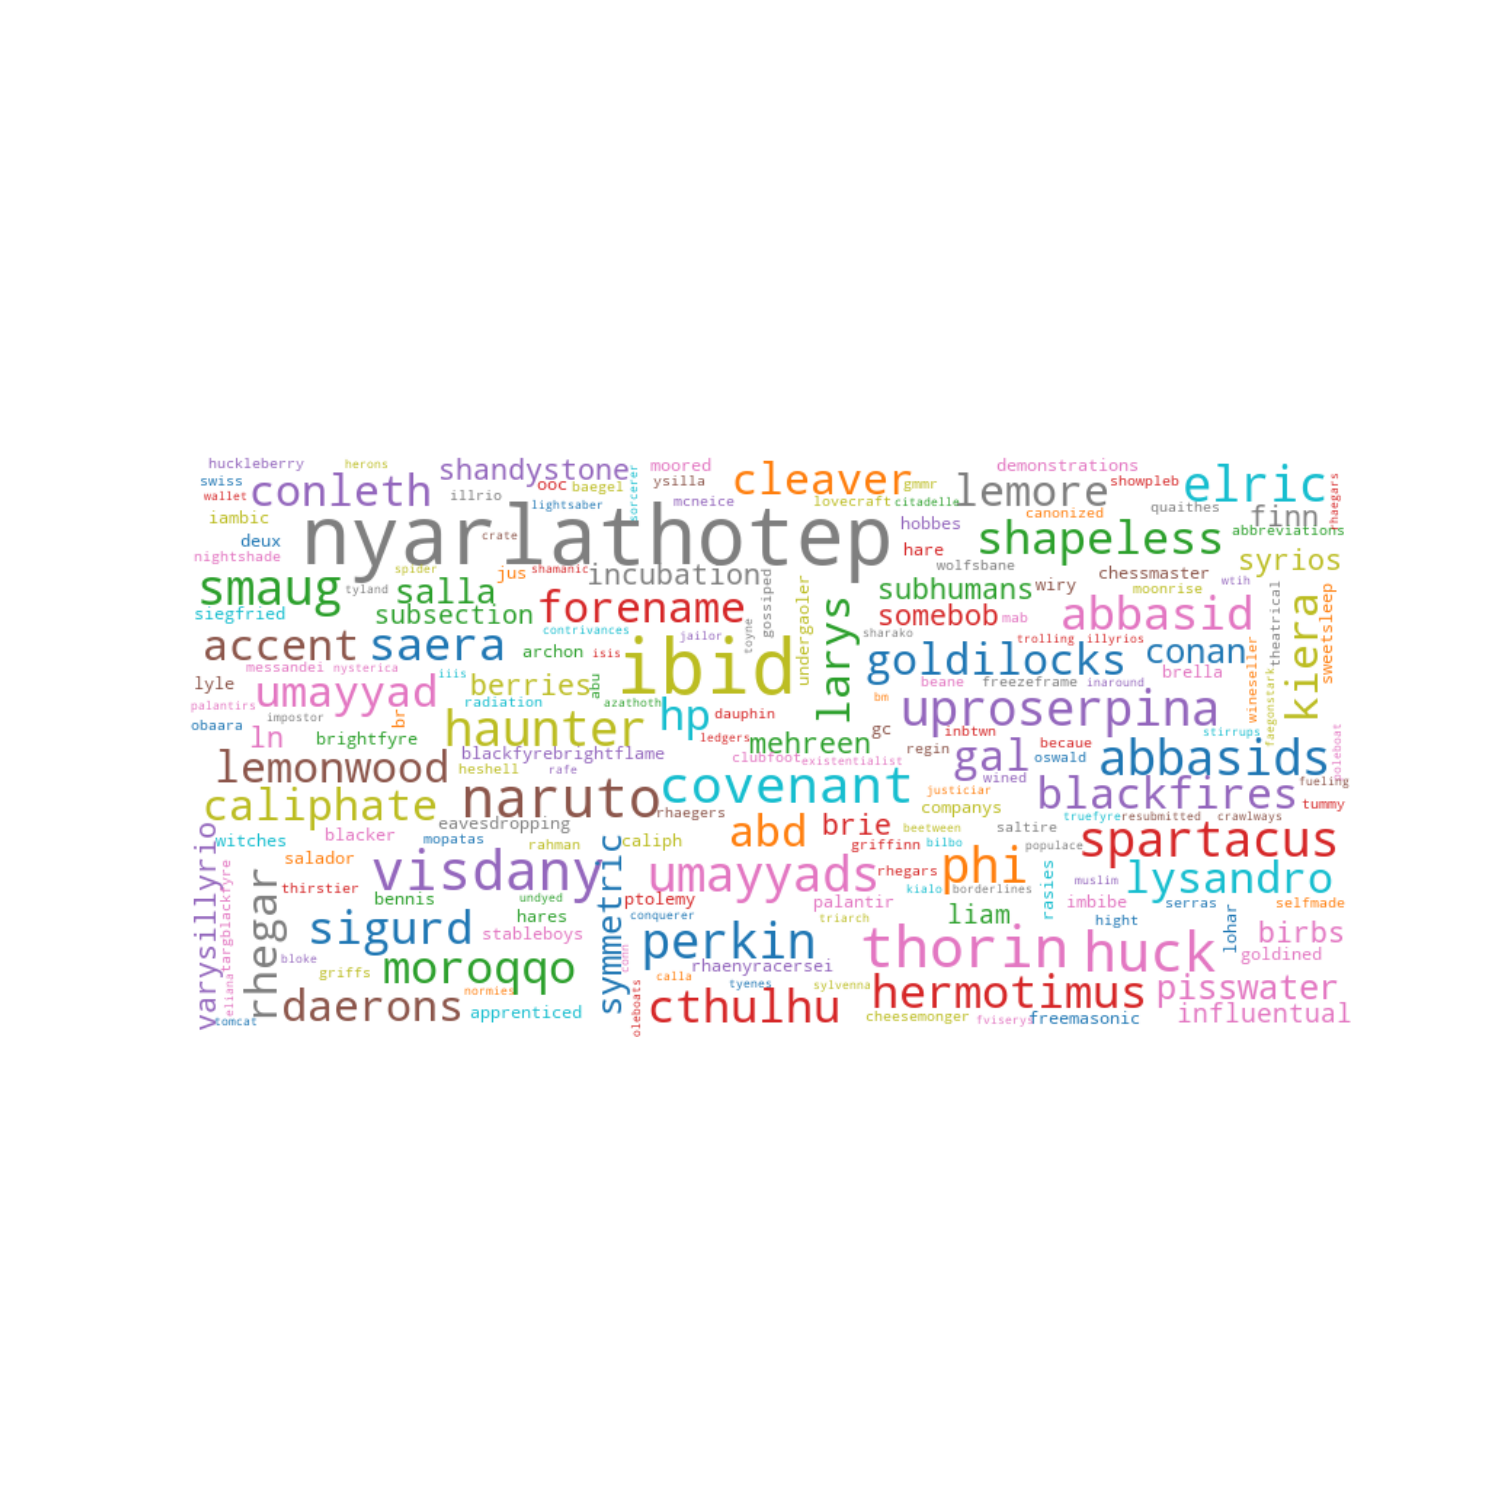 huckleberry
herons
shandystone
sorcerer
moored
cleaver
demonstrations
elric
swiss
wallet
conleth
illrio
ooc
baegel
lightsaber
ysilla
mcneice
gmmr
lovecraft
citadelle
lemore
showpleb
rhaegars
iambic
nyarlathotep
crate
hobbes
canonized
quaithes
finn
abbreviations
deux
nightshade
hare
shapeless
wolfsbane
syrios
smaug
spider
tyland
salla
jus
shamanic
incubation
gossiped
undergaoler
subhumans
wiry
chessmaster
moonrise
wtih
theatrical
sweetsleep
siegfried
subsection
forename
contrivances
jailor
toyne
larys
somebob
mab
abbasid
kiera
sharako
trolling
illyrios
accent
saera
archon
isis
ibid
goldilocks
conan
wineseller
messandei
nysterica
iiis
beane
freezeframe
inaround
brella
faegonstark
lyle
umayyad
berries
abu
radiation
azathoth
bm
palantirs
impostor
br
hp
dauphin
uproserpina
obaara
ln
brightfyre
haunter
ledgers
mehreen
gc
inbtwn
stirrups
poleboat
blackfyrebrightflame
clubfoot
existentialist
regin
gal
becaue
oswald
abbasids
lemonwood
heshell
rafe
covenant
wined
fueling
caliphate
naruto
rhaegers
justiciar
companys
blackfires
tummy
varysillyrio
witches
blacker
eavesdropping
mopatas
rahman
symmetric
caliph
abd
brie
beetween
griffinn
bilbo
saltire
populace
truefyre
resubmitted
crawlways
spartacus
targblackfyre
rhegar
salador
thirstier
visdany
bennis
undyed
umayyads
rhegars
phi
kialo
borderlines
rasies
muslim
lysandro
ptolemy
palantir
imbibe
serras
selfmade
sigurd
hares
stableboys
conquerer
perkin
triarch
liam
hight
lohar
birbs
goldined
eliana
bloke
griffs
moroqqo
conn
rhaenyracersei
thorin
huck
daerons
normies
apprenticed
calla
tyenes
sylvenna
hermotimus
pisswater
tomcat
oleboats
cthulhu
cheesemonger
fviserys
freemasonic
influentual